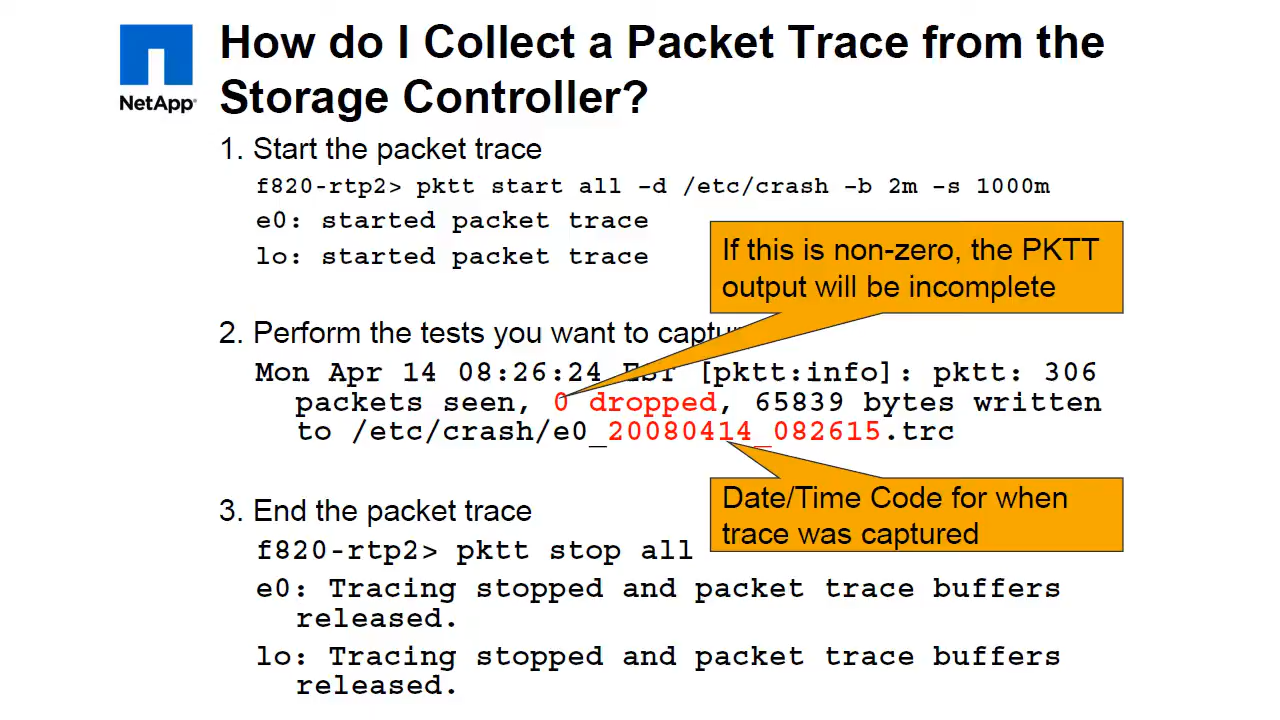 NetApp
How do I Collect a Packet Trace from the
Storage Controller?
1. Start the packet trace
f820-rtp2> pktt start all -d /etc/crash -b 2m -s 1000m
e0: started packet trace
lo: started packet trace
If this is non-zero, the PKTT
output will be incomplete
2. Perform the tests you want to captu
Mon Apr 14 08:26:24 EST [pktt:info]: pktt: 306
packets seen, 0 dropped, 65839 bytes written
to /etc/crash/e0_20080414_082615.trc
Date/Time Code for when
trace was captured
3. End the packet trace
f820-rtp2> pktt stop all
e0: Tracing stopped and packet trace buffers
released.
lo: Tracing stopped and packet trace buffers
released.